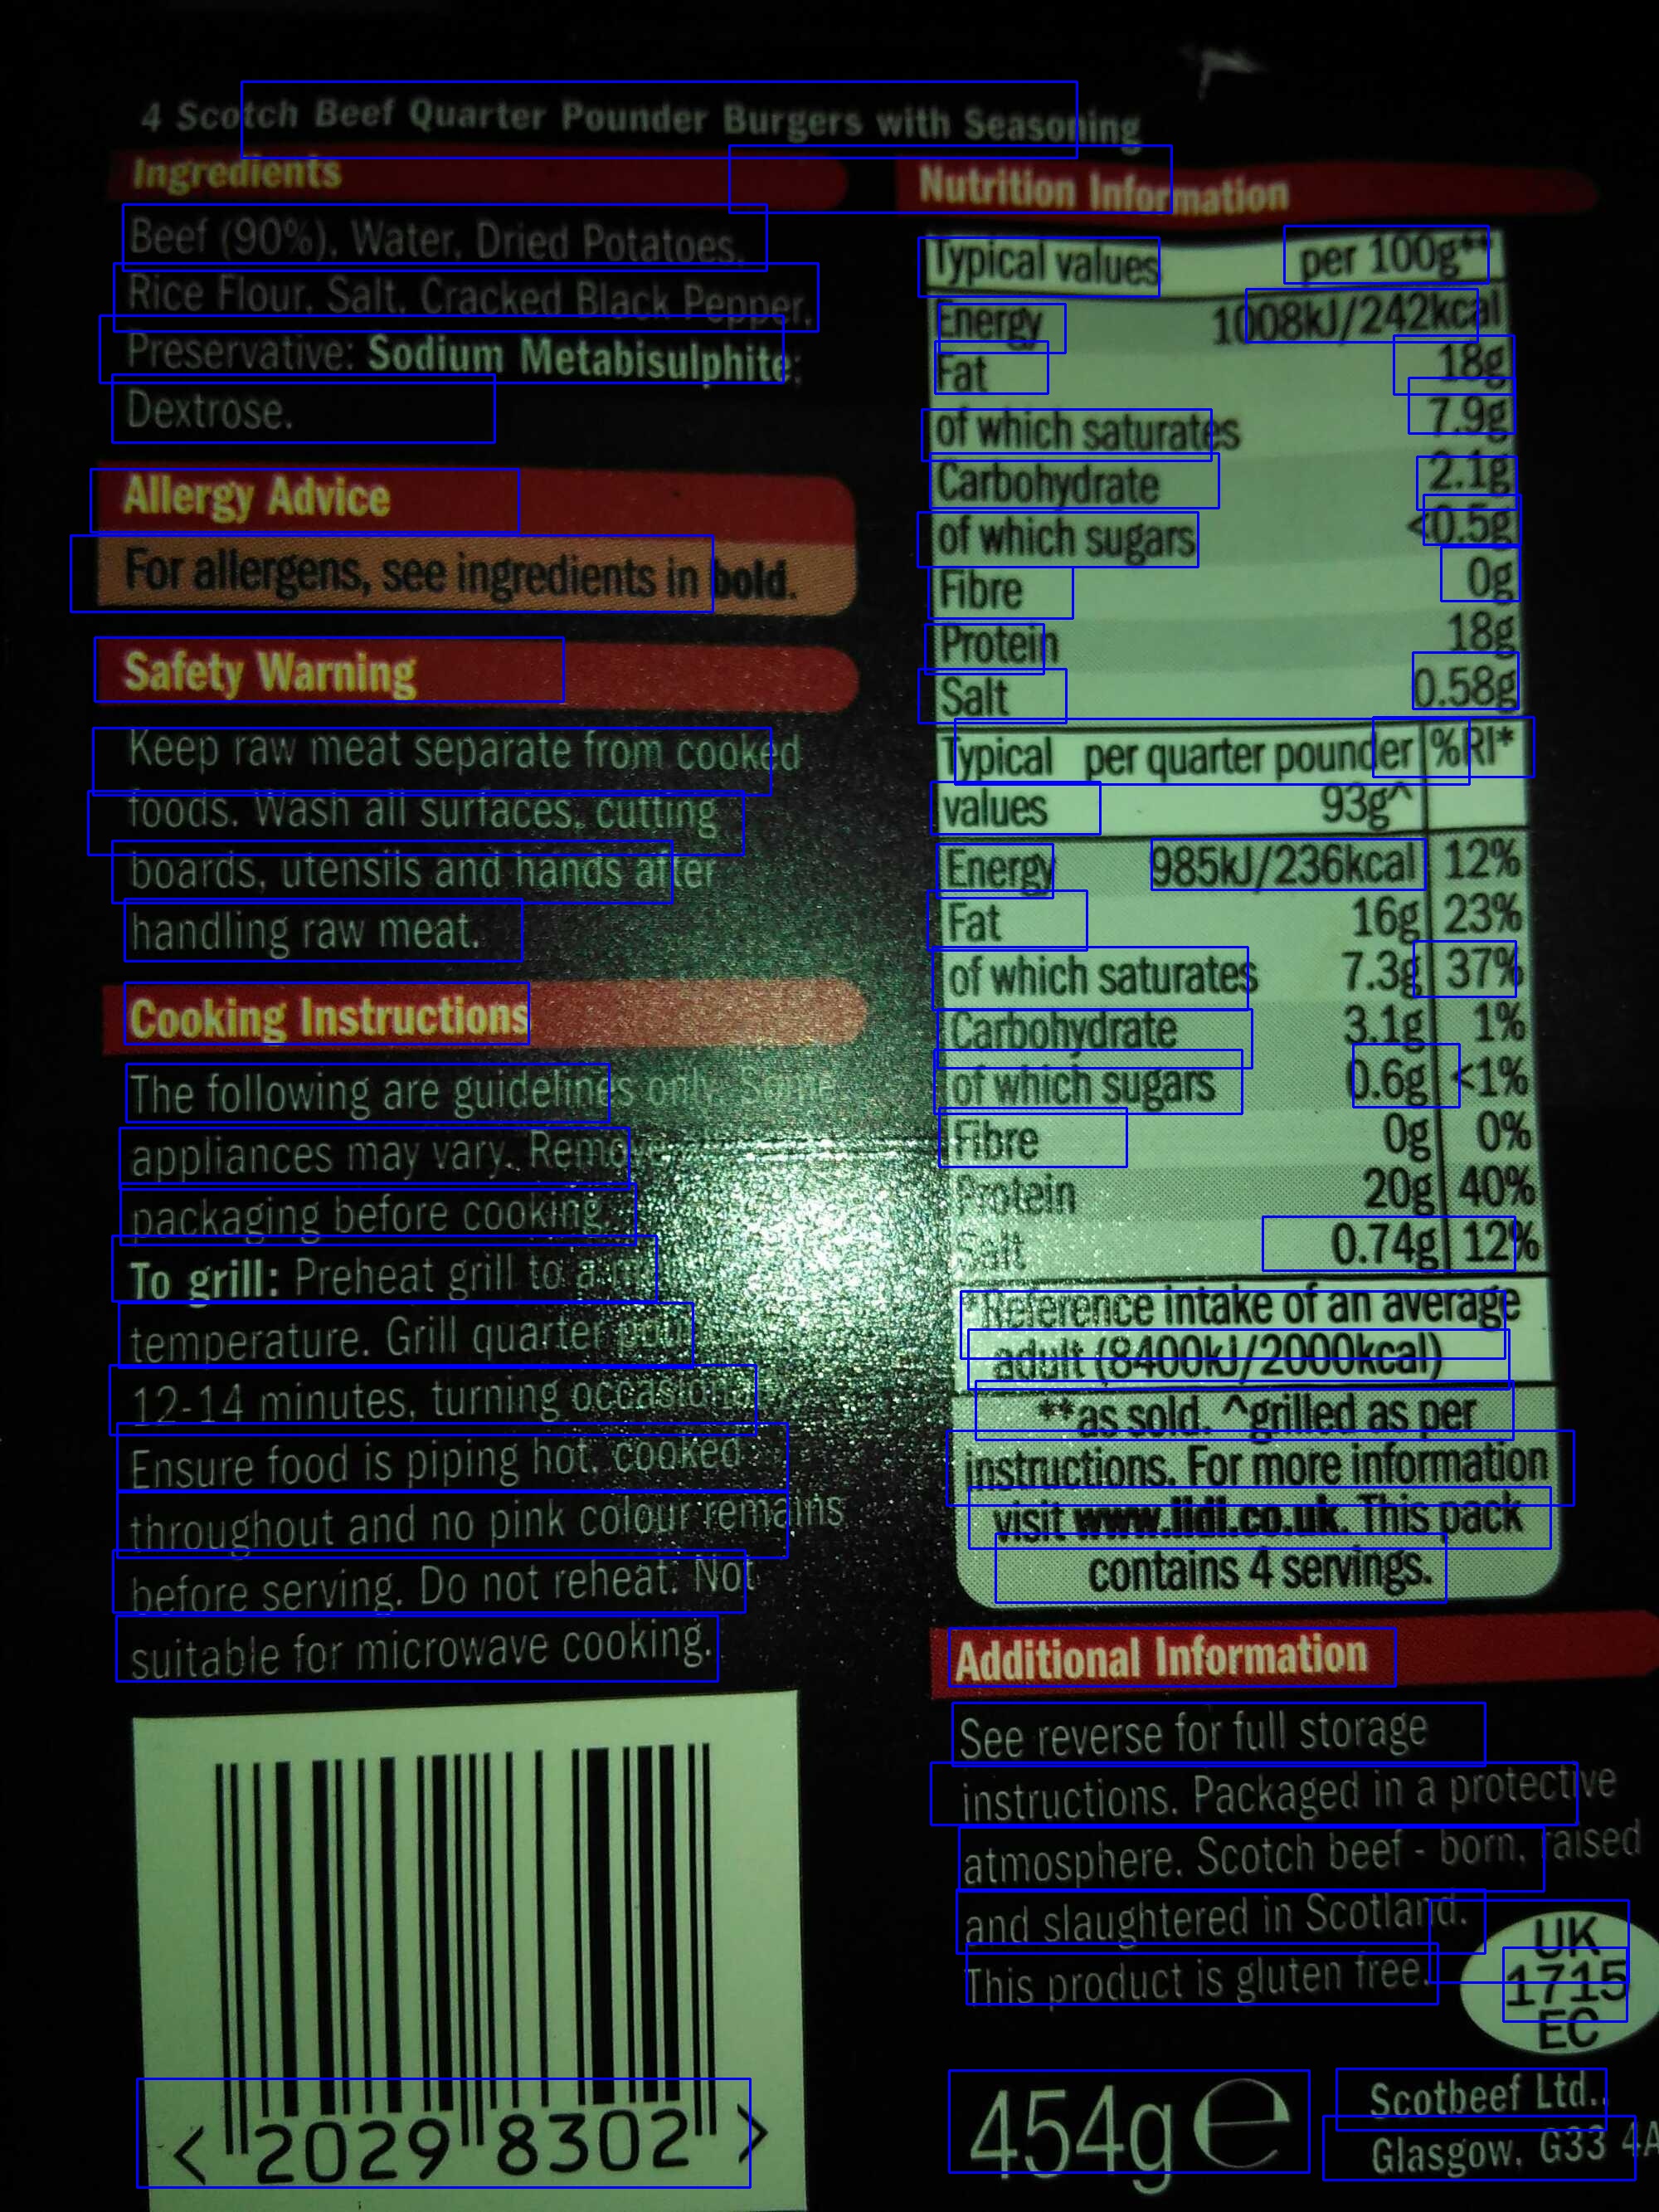 4 Scotch Beef Quarter Pounder Burgers with Seasoning
Ingredients
Beef (90%), Water, Dried Potatoes,
Rice Flour, Salt, Cracked Black Pepper,
Preservative: Sodium Metabisulphite;
Dextrose.
Allergy Advice
For allergens, see ingredients in bold.
Safety Warning
Keep raw meat separate from cooked
foods. Wash all surfaces, cutting
boards, utensils and hands after
handling raw meat.
Cooking Instructions
The following are guidelines only. Some
appliances may vary. Remove
packaging before cooking.
To grill: Preheat grill to a
temperature. Grill quarter
12-14 minutes, turning
Ensure food is piping hot, cooked
throughout and no pink colour remains
before serving. Do not reheat. Not
suitable for microwave cooking.
< 2029 8302 >
Nutrition Information
Typical values per 100g**
Energy 1008kJ/242kcal
Fat 18g
of which saturates 7.9g
Carbohydrate 2.1g
of which sugars <0.5g
Fibre 0g
Protein 18g
Salt 0.58g
Typical per quarter pounder %RI*
values 93g^
Energy 985kJ/236kcal 12%
Fat 16g 23%
of which saturates 7.3g 37%
Carbohydrate 3.1g 1%
of which sugars 0.6g <1%
Fibre 0g 0%
Protein 20g 40%
Salt 0.74g 12%
*Reference intake of an average
adult (8400kJ/2000kcal)
**as sold. ^grilled as per
instructions. For more information
visit www.lidl.co.uk. This pack
contains 4 servings.
Additional Information
See reverse for full storage
instructions. Packaged in a protective
atmosphere. Scotch beef - born, raised
and slaughtered in Scotland.
This product is gluten free.
UK
1715
EC
454g e
Scotbeef Ltd.,
Glasgow, G33 4A